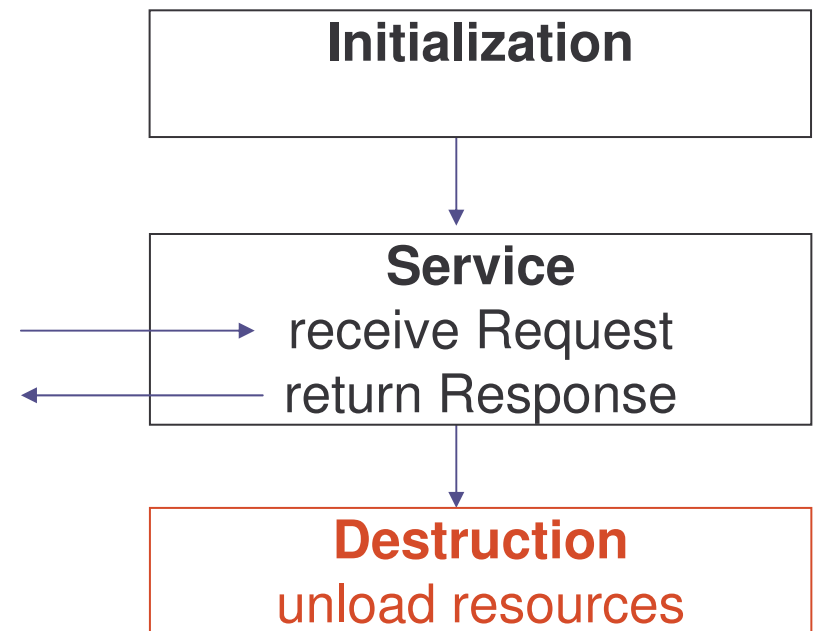 Initialization
Service
receive Request
return Response
Destruction
unload resources